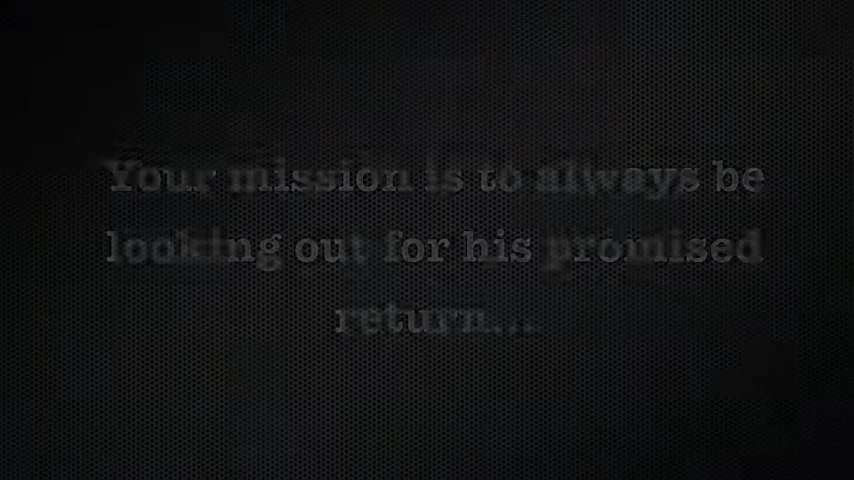 Your mission is to always be
looking out for his promised
return...